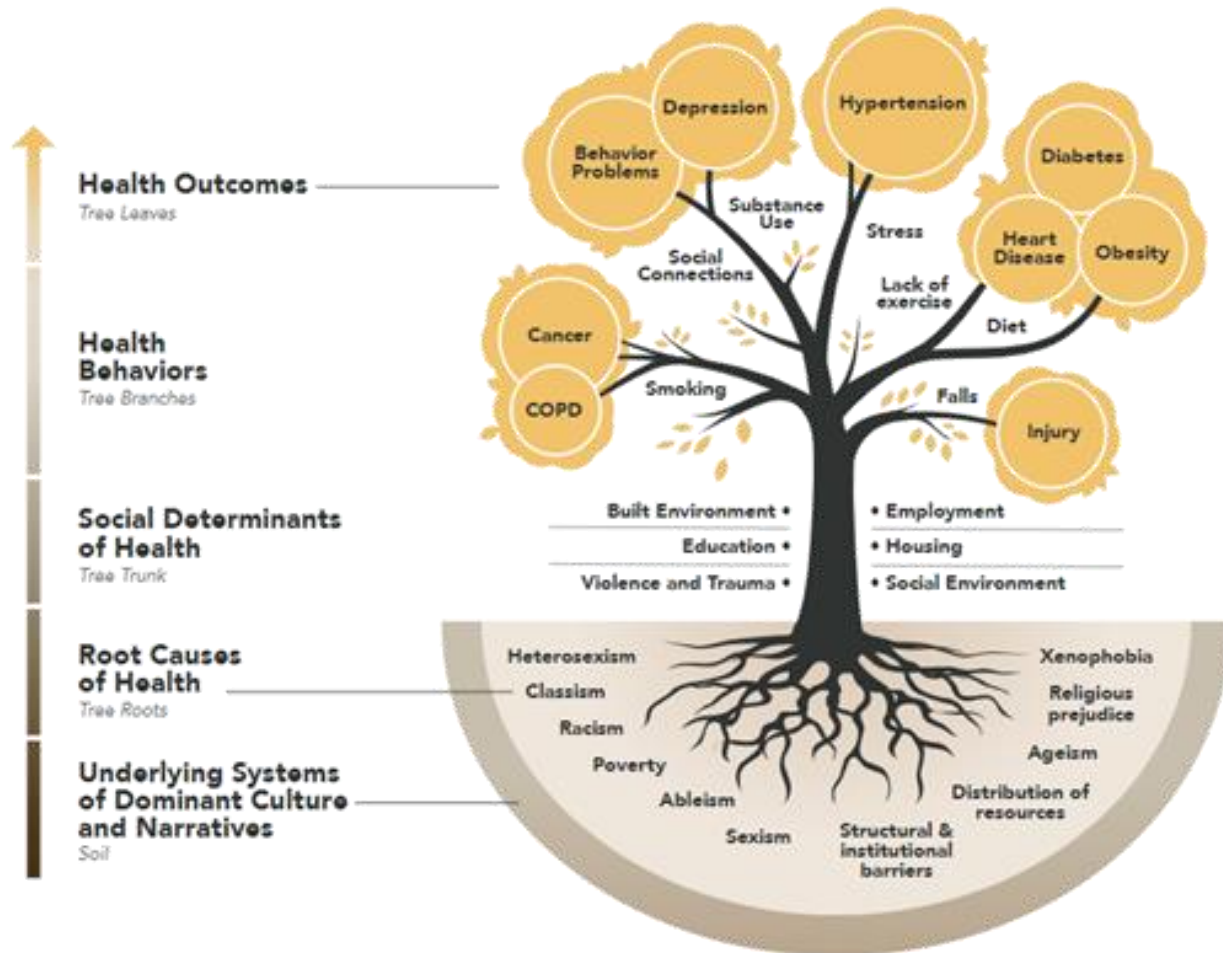 Health Outcomes
Tree Leaves
Health
Behaviors
Tree Branches
Social Determinants
of Health
Tree Trunk
Root Causes
of Health
Tree Roots
Underlying Systems
of Dominant Culture
and Narratives
Soil
Depression
Behavior
Problems
Hypertension
Diabetes
Heart
Disease
Obesity
Substance
Use
Stress
Social
Connections
Lack of
exercise
Diet
Cancer
COPD
Smoking
Falls
Injury
Built Environment •
• Employment
Education •
• Housing
Violence and Trauma •
• Social Environment
Heterosexism
Classism
Racism
Poverty
Ableism
Sexism
Structural &
institutional
barriers
Distribution of
resources
Ageism
Religious
prejudice
Xenophobia